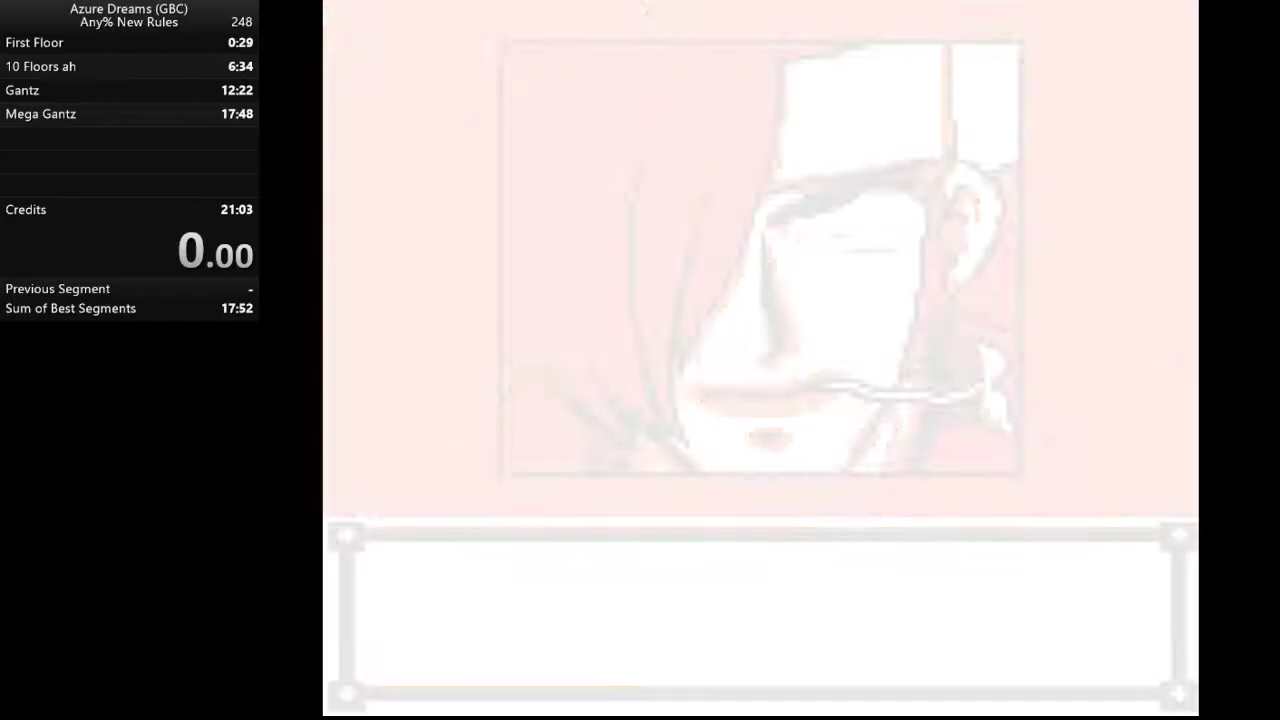 Azure Dreams (GBC)
Any% New Rules 248
First Floor 0:29
10 Floors ah 6:34
Gantz 12:22
Mega Gantz 17:48
Credits 21:03
0.00
Previous Segment -
Sum of Best Segments 17:52